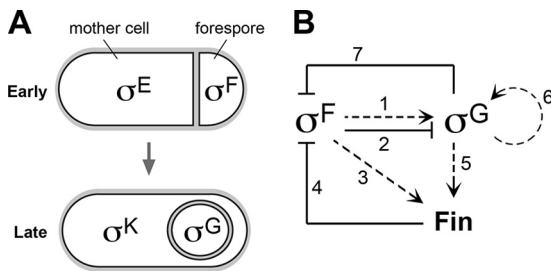 A
mother cell
forespore
Early
σE
σF
Late
σK
σG
B
7
σF
1
2
σG
6
3
4
5
Fin